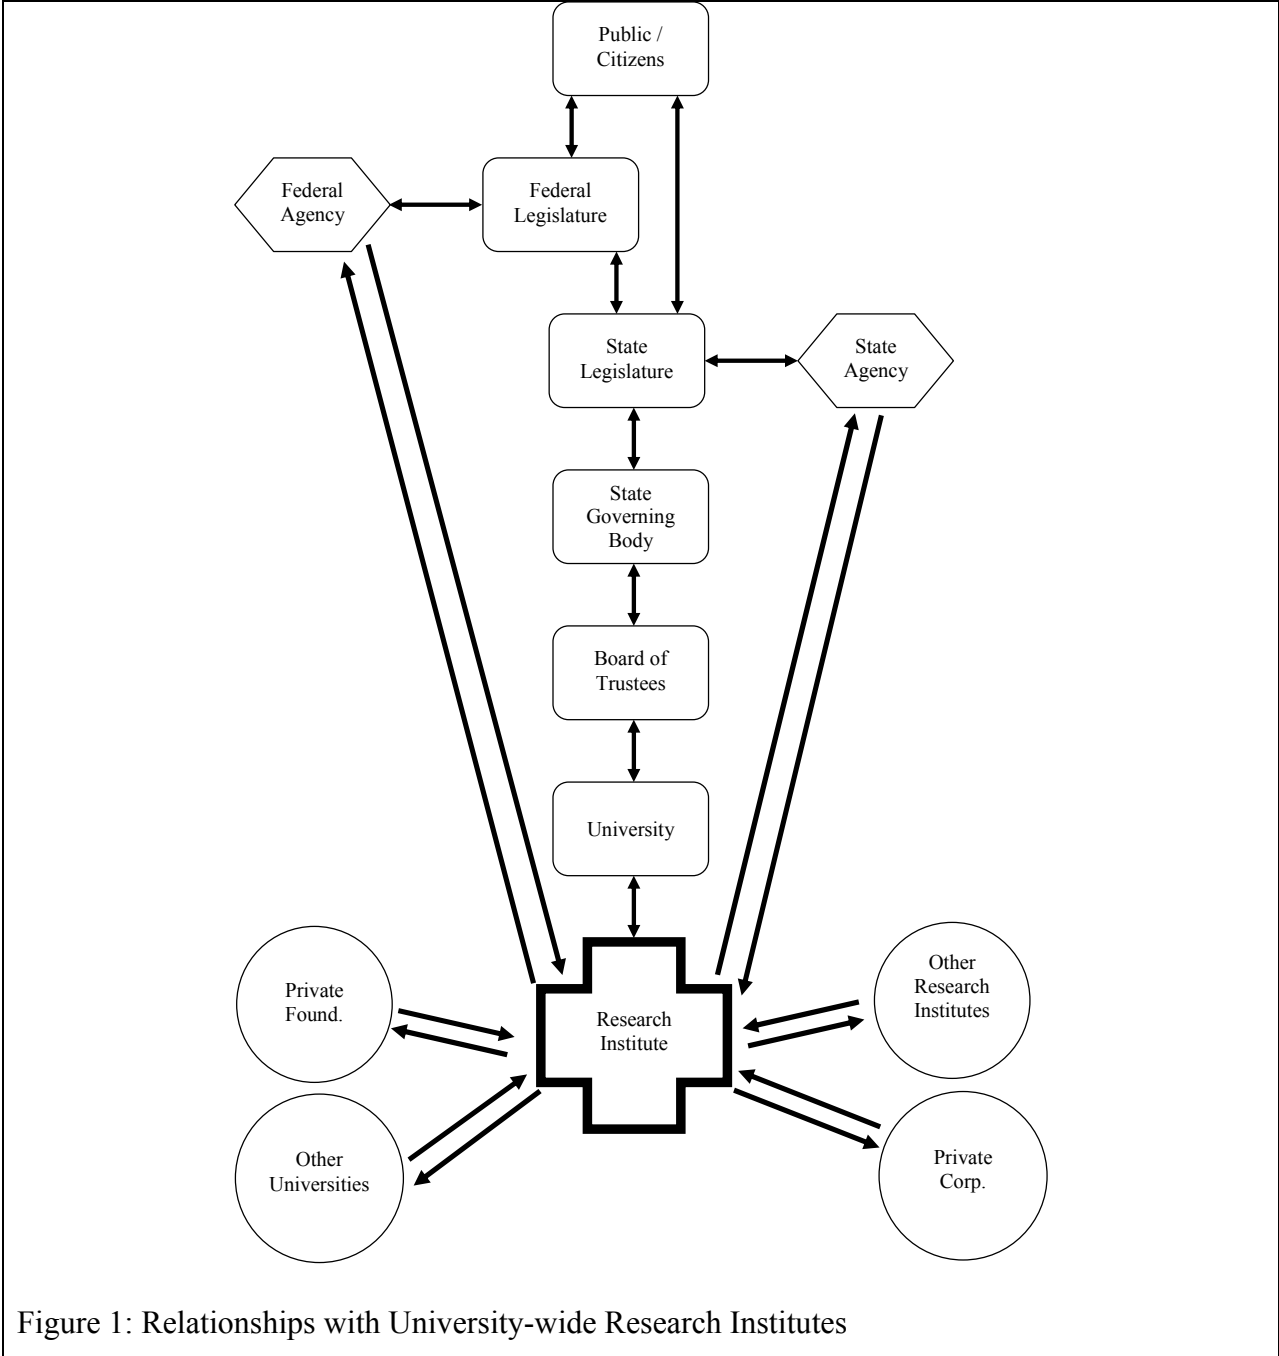 Public /
Citizens
Federal
Agency
Federal
Legislature
State
Legislature
State
Agency
State
Governing
Body
Board of
Trustees
University
Private
Found.
Research
Institute
Other
Research
Institutes
Other
Universities
Private
Corp.
Figure 1: Relationships with University-wide Research Institutes